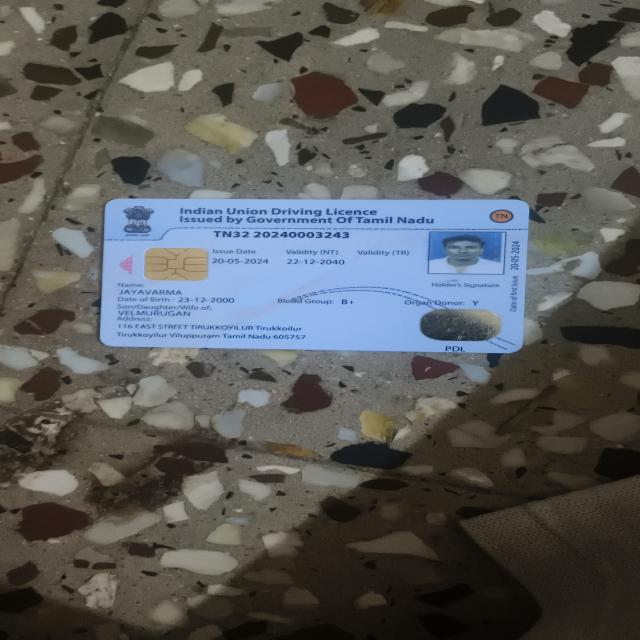 Indian Union Driving Licence
Issued by Government Of Tamil Nadu
TN
TN32 20240003243
Issue Date Validity (NT) Validity (TR)
20-05-2024 22-12-2040
Holder's Signature
Date of first Issue 20-05-2024
Name:
JAYAVARMA
Date of Birth : 23-12-2000 Blood Group: B+ Organ Donor: Y
Son/Daughter/Wife of:
VELMURUGAN
Address:
116 EAST STREET TIRUKKOYILUR Tirukkoilur
Tirukkoyilur Viluppuram Tamil Nadu 605757
PDL